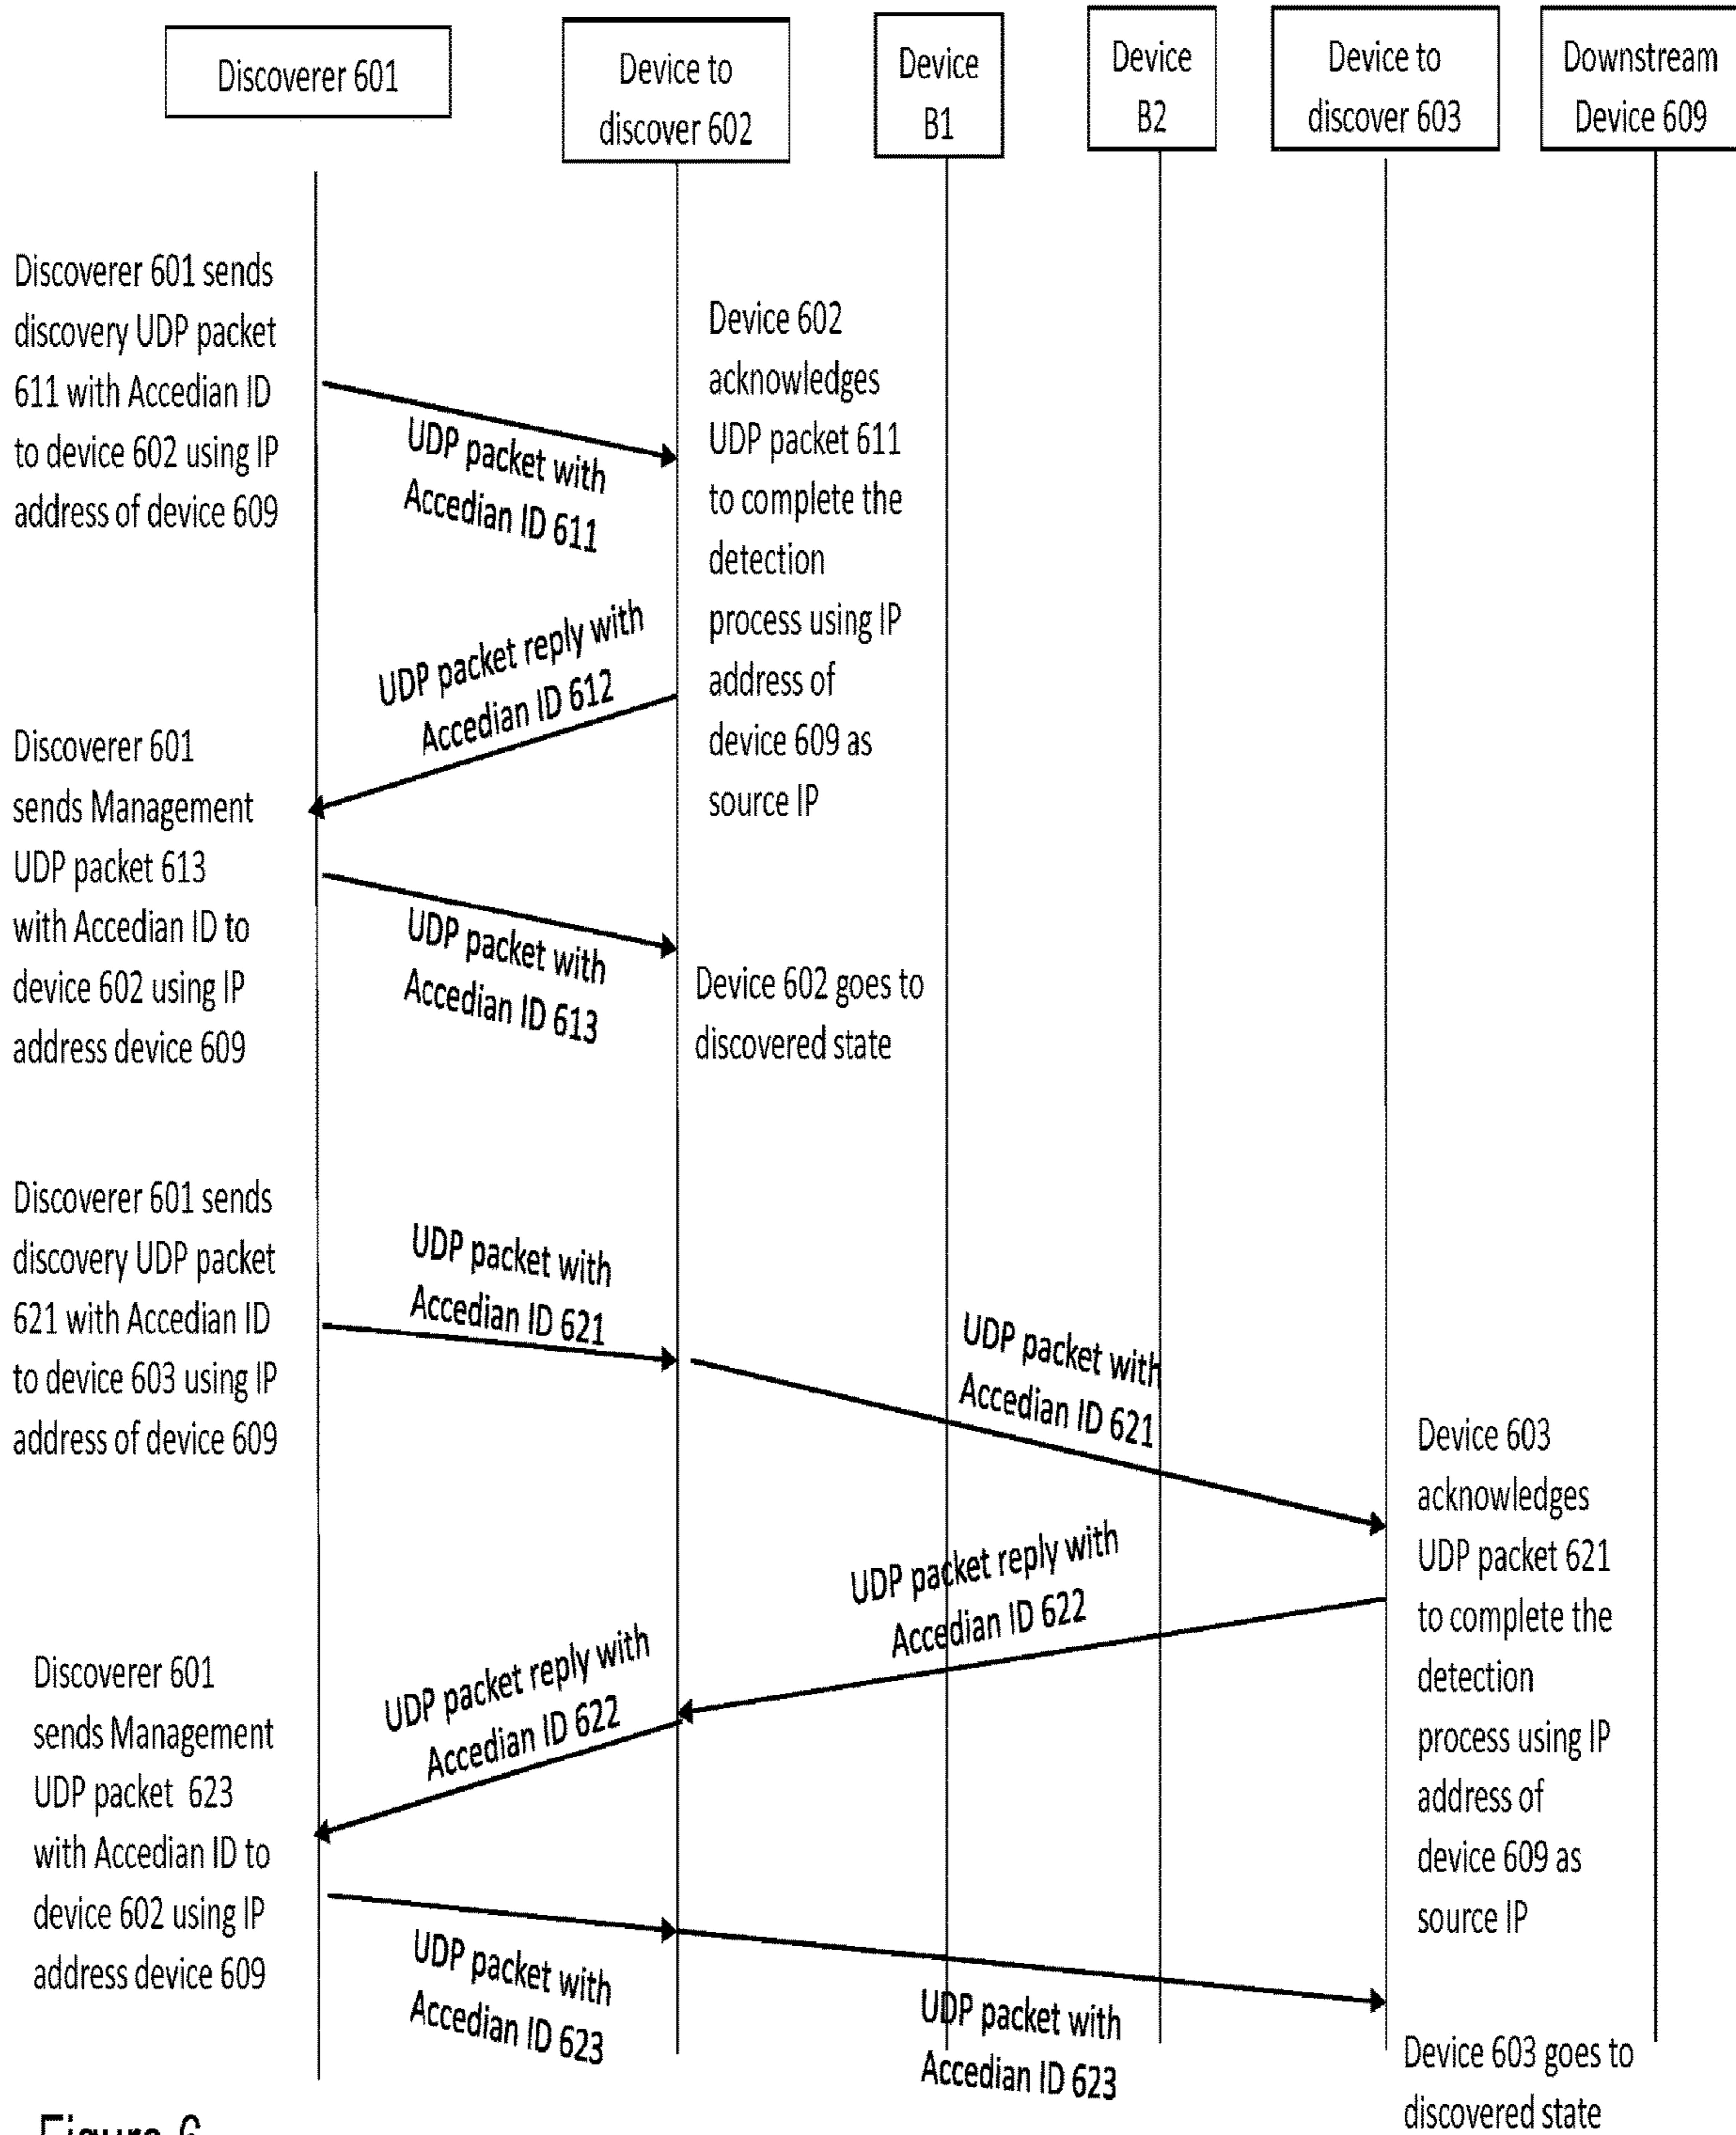 Discoverer 601
Device to
discover 602
Device
B1
Device
B2
Device to
discover 603
Downstream
Device 609
Discoverer 601 sends
discovery UDP packet
611 with Accedian ID
to device 602 using IP
address of device 609
UDP packet with
Accedian ID 611
Device 602
acknowledges
UDP packet 611
to complete the
detection
process using IP
address of
device 609 as
source IP
UDP packet reply with
Accedian ID 612
Discoverer 601
sends Management
UDP packet 613
with Accedian ID to
device 602 using IP
address device 609
UDP packet with
Accedian ID 613
Device 602 goes to
discovered state
Discoverer 601 sends
discovery UDP packet
621 with Accedian ID
to device 603 using IP
address of device 609
UDP packet with
Accedian ID 621
UDP packet with
Accedian ID 621
Device 603
acknowledges
UDP packet 621
to complete the
detection
process using IP
address of
device 609 as
source IP
UDP packet reply with
Accedian ID 622
UDP packet reply with
Accedian ID 622
Discoverer 601
sends Management
UDP packet 623
with Accedian ID to
device 602 using IP
address device 609
UDP packet with
Accedian ID 623
UDP packet with
Accedian ID 623
Device 603 goes to
discovered state
Figure 6